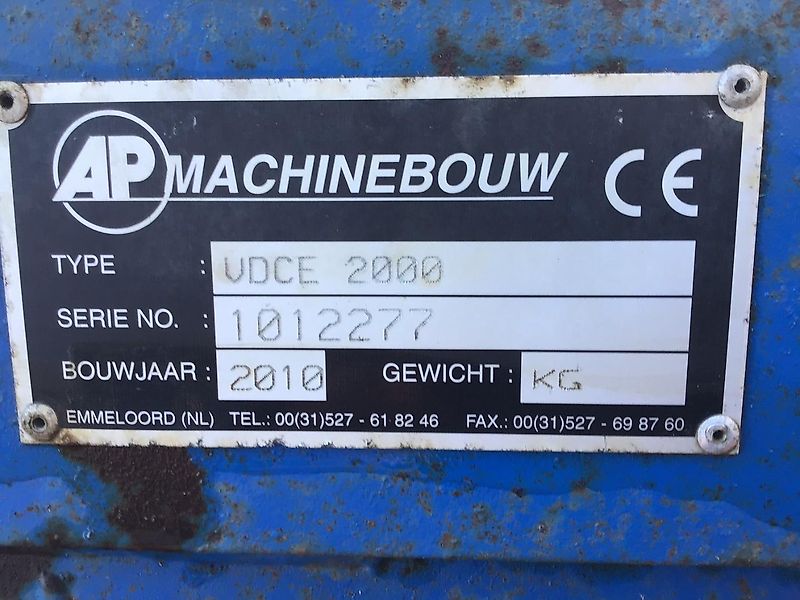 AP MACHINEBOUW CE
TYPE : VDCE 2000
SERIE NO. : 1012277
BOUWJAAR : 2010 GEWICHT : KG
EMMELOORD (NL) TEL.: 00(31)527 - 61 82 46 FAX.: 00(31)527 - 69 87 60